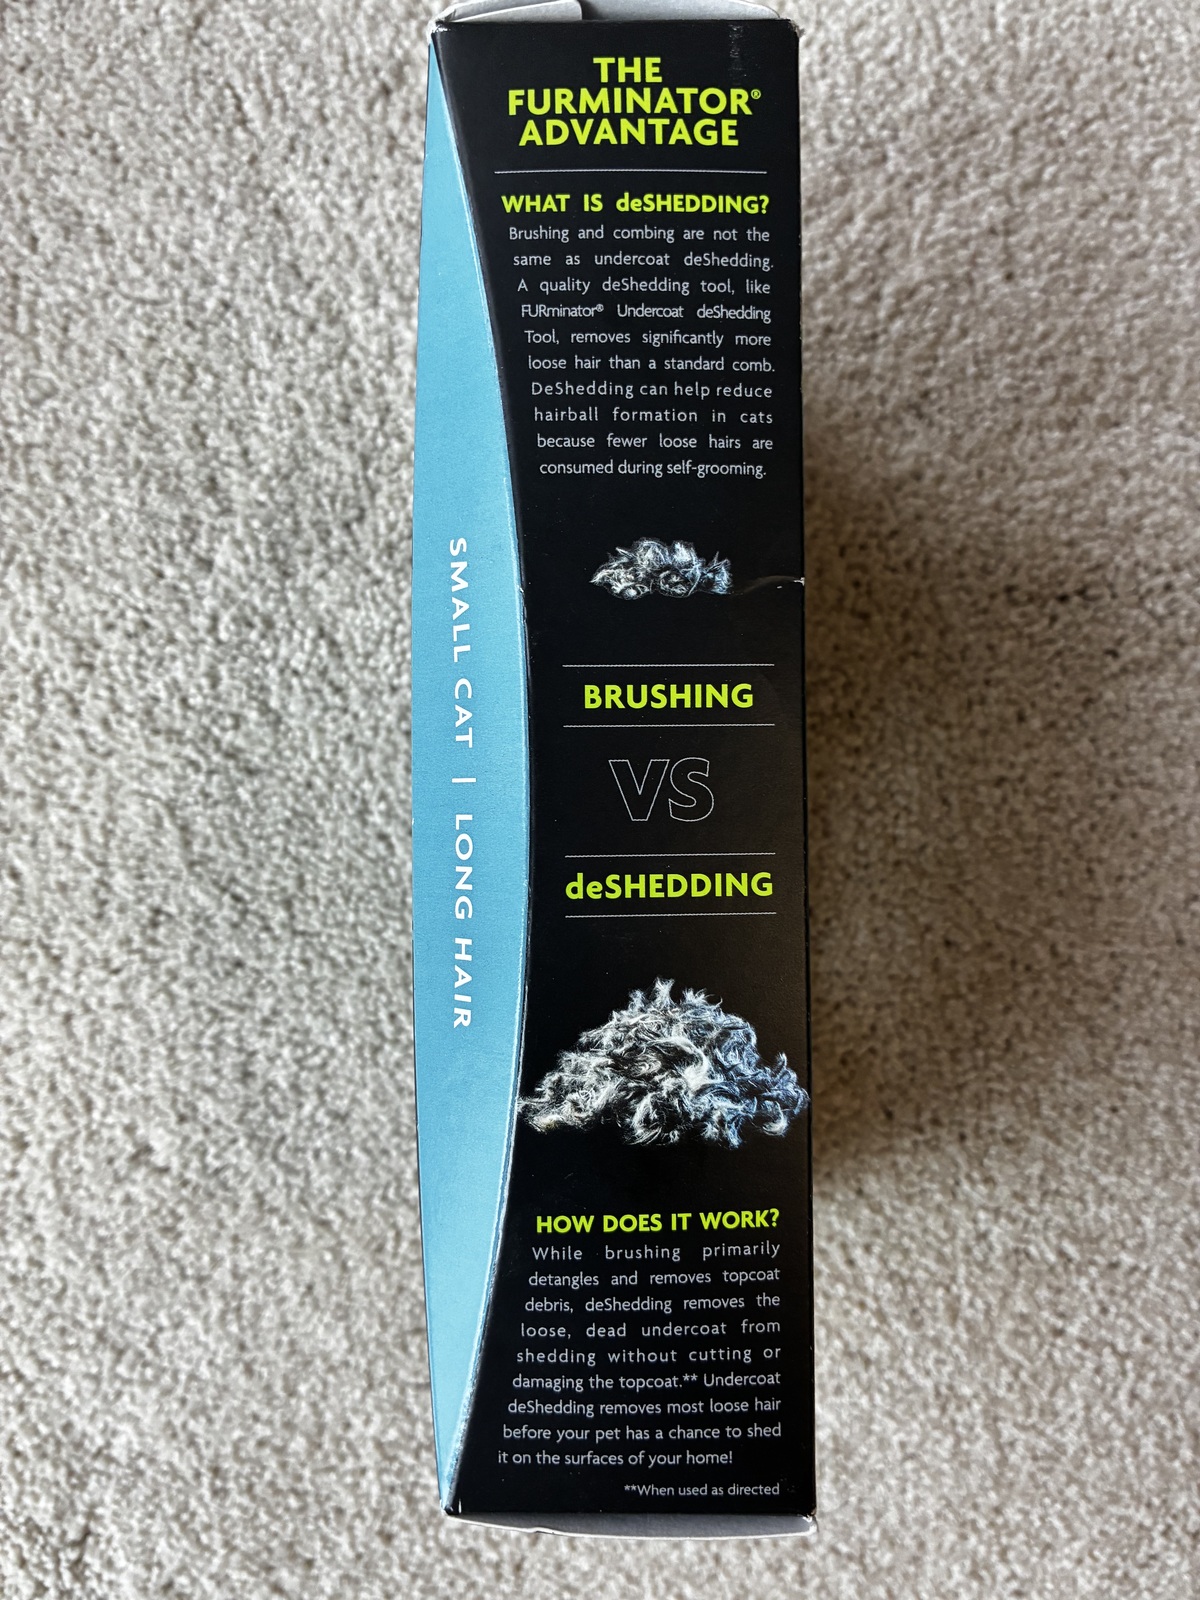 THE
FURMINATOR®
ADVANTAGE
WHAT IS deSHEDDING?
Brushing and combing are not the
same as undercoat deShedding.
A quality deShedding tool, like
FURminator® Undercoat deShedding
Tool, removes significantly more
loose hair than a standard comb.
DeShedding can help reduce
hairball formation in cats
because fewer loose hairs are
consumed during self-grooming.
BRUSHING
VS
deSHEDDING
HOW DOES IT WORK?
While brushing primarily
detangles and removes topcoat
debris, deShedding removes the
loose, dead undercoat from
shedding without cutting or
damaging the topcoat.** Undercoat
deShedding removes most loose hair
before your pet has a chance to shed
it on the surfaces of your home!
**When used as directed
SMALL CAT | LONG HAIR